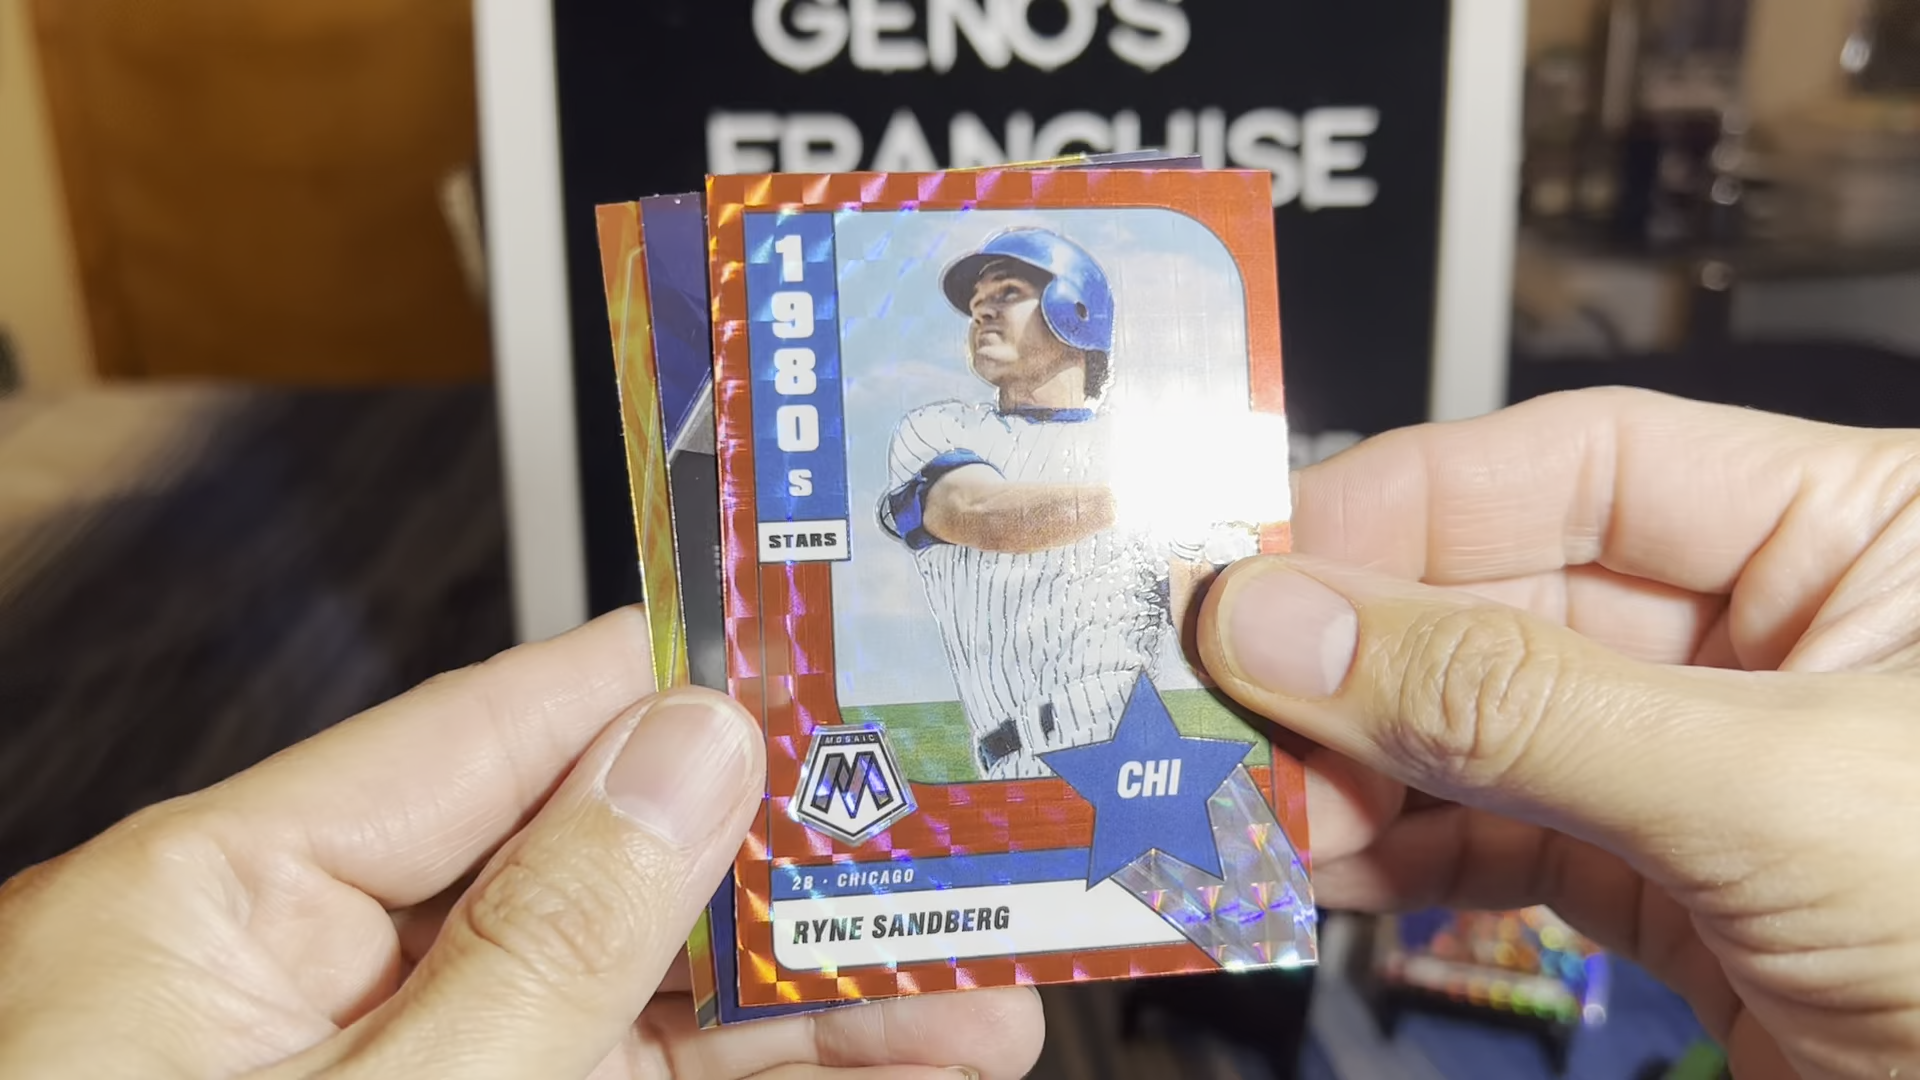 GENO'S
FRANCHISE
1980s
STARS
MOSAIC
M
CHI
2B · CHICAGO
RYNE SANDBERG